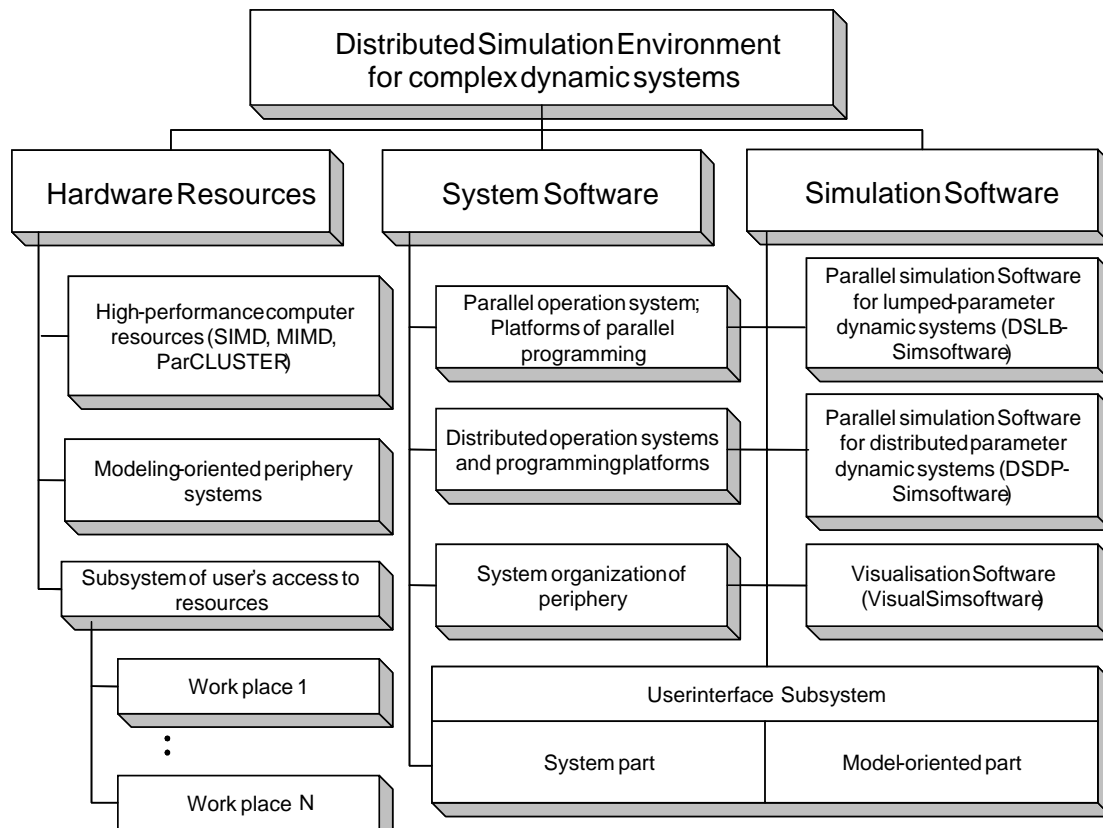 Distributed Simulation Environment
for complex dynamic systems
Hardware Resources
System Software
Simulation Software
High-performance computer
resources (SIMD, MIMD,
ParCLUSTER)
Modeling-oriented periphery
systems
Subsystem of user's access to
resources
Work place 1
:
Work place N
Parallel operation system;
Platforms of parallel
programming
Distributed operation systems
and programming platforms
System organization of
periphery
Parallel simulation Software
for lumped-parameter
dynamic systems (DSLB-
Simsoftware)
Parallel simulation Software
for distributed parameter
dynamic systems (DSDP-
Simsoftware)
Visualisation Software
(VisualSimsoftware)
Userinterface Subsystem
System part
Model-oriented part